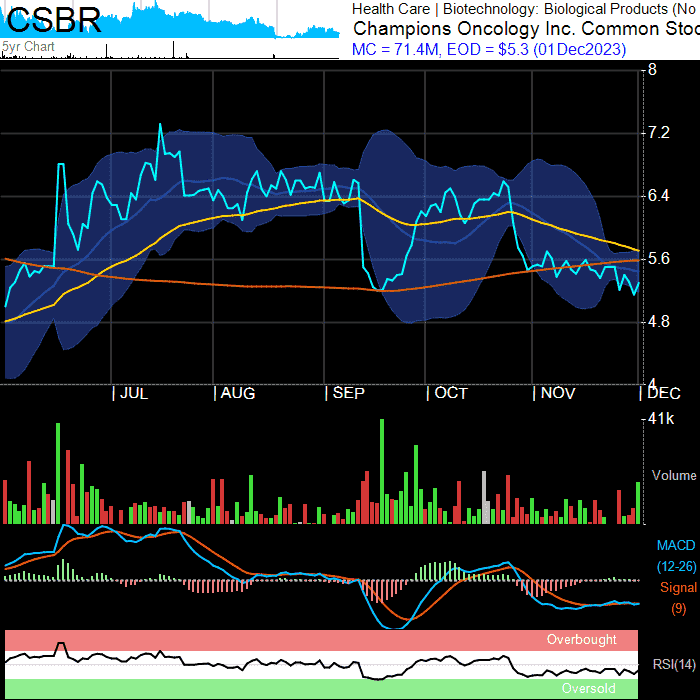 CSBR
5yr Chart
Health Care | Biotechnology: Biological Products (No
Champions Oncology Inc. Common Stoc
MC = 71.4M, EOD = $5.3 (01Dec2023)
8
7.2
6.4
5.6
4.8
4
JUL AUG SEP OCT NOV DEC
41k
Volume
MACD
(12-26)
Signal
(9)
Overbought
RSI(14)
Oversold